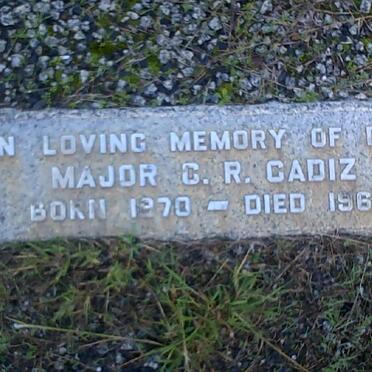 N LOVING MEMORY OF
MAJOR C. R. CADIZ
BORN 1870 – DIED 196